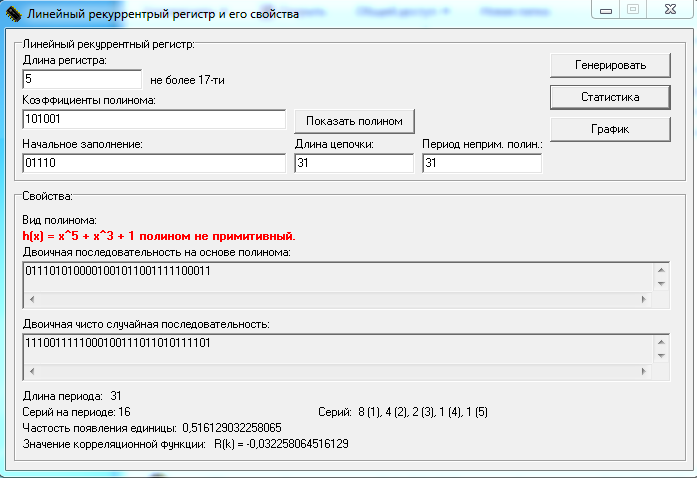 Линейный рекуррентрый регистр и его свойства
Линейный рекуррентрый регистр:
Длина регистра:
5 не более 17-ти
Генерировать
Коэффициенты полинома:
101001 Показать полином
Статистика
График
Начальное заполнение: Длина цепочки: Период неприм. полин.:
01110 31 31
Свойства:
Вид полинома:
h(x) = x^5 + x^3 + 1 полином не примитивный.
Двоичная последовательность на основе полинома:
0111010100001001011001111100011
Двоичная чисто случайная последовательность:
1110011111000100111011010111101
Длина периода: 31
Серий на периоде: 16 Серий: 8 (1), 4 (2), 2 (3), 1 (4), 1 (5)
Частость появления единицы: 0,516129032258065
Значение корреляционной функции: R(k) = -0,032258064516129